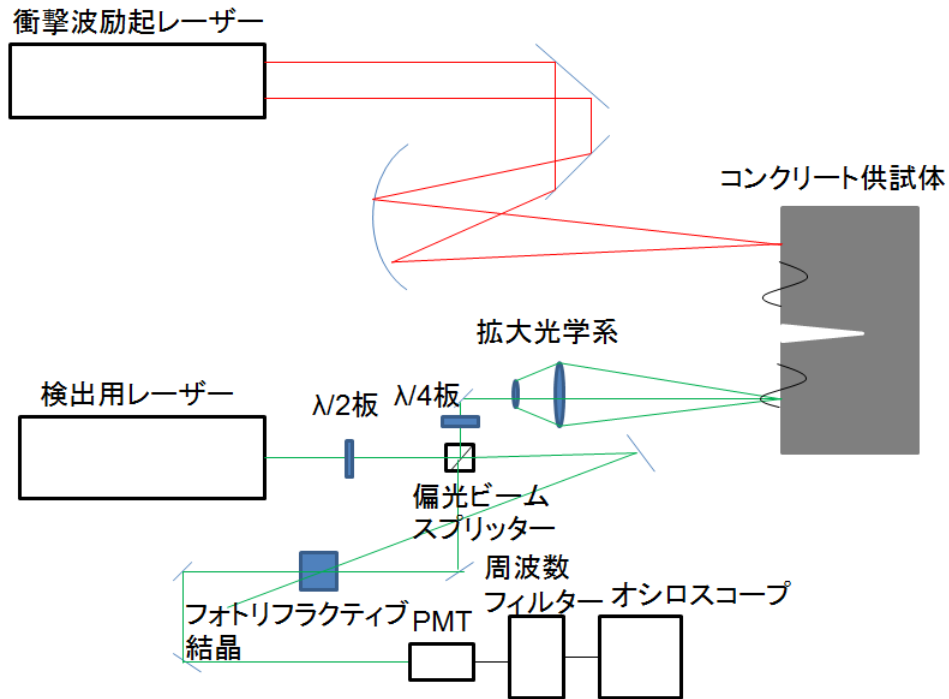 衝撃波励起レーザー
コンクリート供試体
拡大光学系
検出用レーザー
λ/2板
λ/4板
偏光ビーム
スプリッター
周波数
フィルター
オシロスコープ
フォトリフラクティブ
結晶
PMT